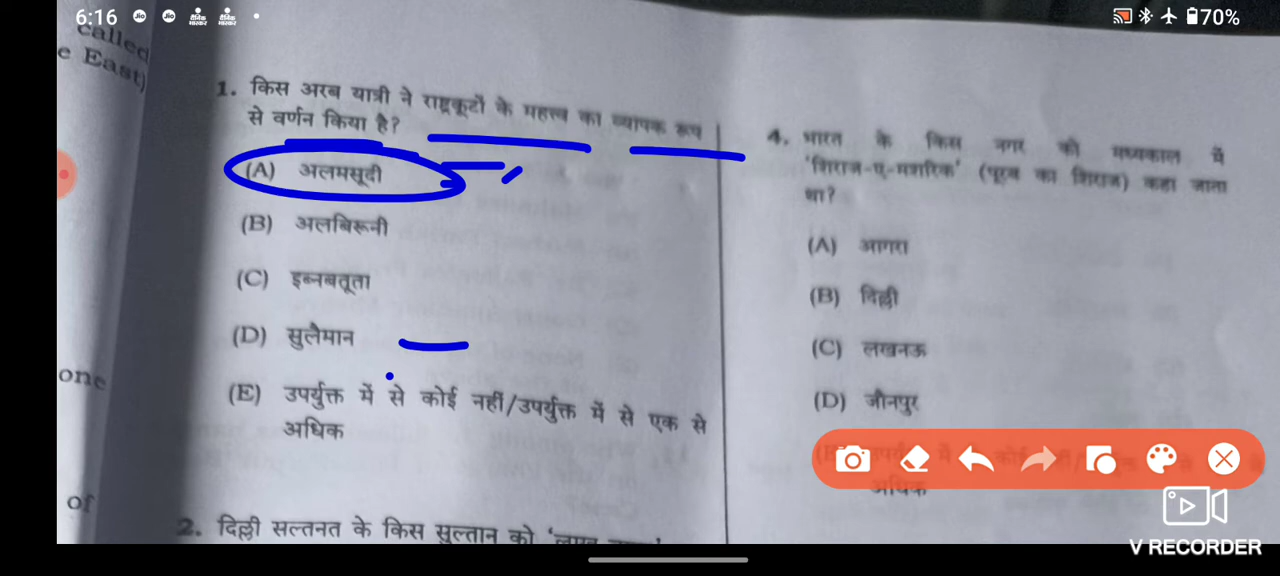 6:16
70%
called
e East)
1. किस अरब यात्री ने राष्ट्रकूटों के महत्त्व का व्यापक रूप
से वर्णन किया है?
(A) अलमसूदी
(B) अलबिरूनी
(C) इब्नबतूता
(D) सुलैमान
(E) उपर्युक्त में से कोई नहीं/उपर्युक्त में से एक से
अधिक
one
of
2. दिल्ली सल्तनत के किस सुल्तान को
4. भारत के किस नगर को मध्यकाल में
'शिराज-ए-मशरिक' (पूरब का शिराज) कहा जाता
था?
(A) आगरा
(B) दिल्ली
(C) लखनऊ
(D) जौनपुर
अधिक
V RECORDER